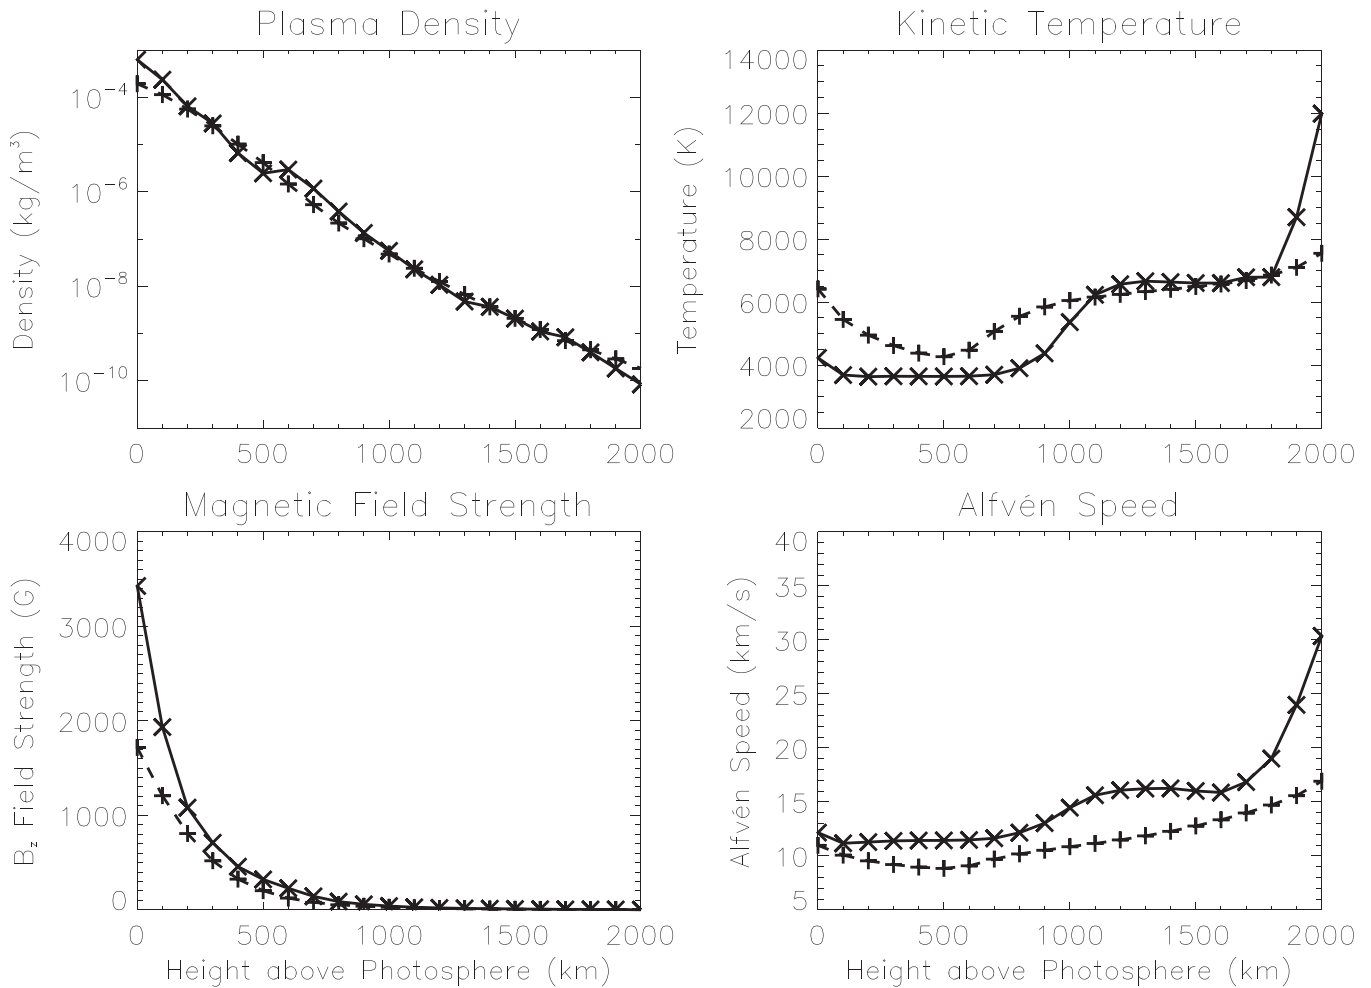 Plasma Density
Density (kg/m³)
10⁻⁴
10⁻⁶
10⁻⁸
10⁻¹⁰
0 500 1000 1500 2000
Kinetic Temperature
Temperature (K)
14000
12000
10000
8000
6000
4000
2000
0 500 1000 1500 2000
Magnetic Field Strength
B_z Field Strength (G)
4000
3000
2000
1000
0
0 500 1000 1500 2000
Height above Photosphere (km)
Alfvén Speed
Alfvén Speed (km/s)
40
35
30
25
20
15
10
5
0 500 1000 1500 2000
Height above Photosphere (km)